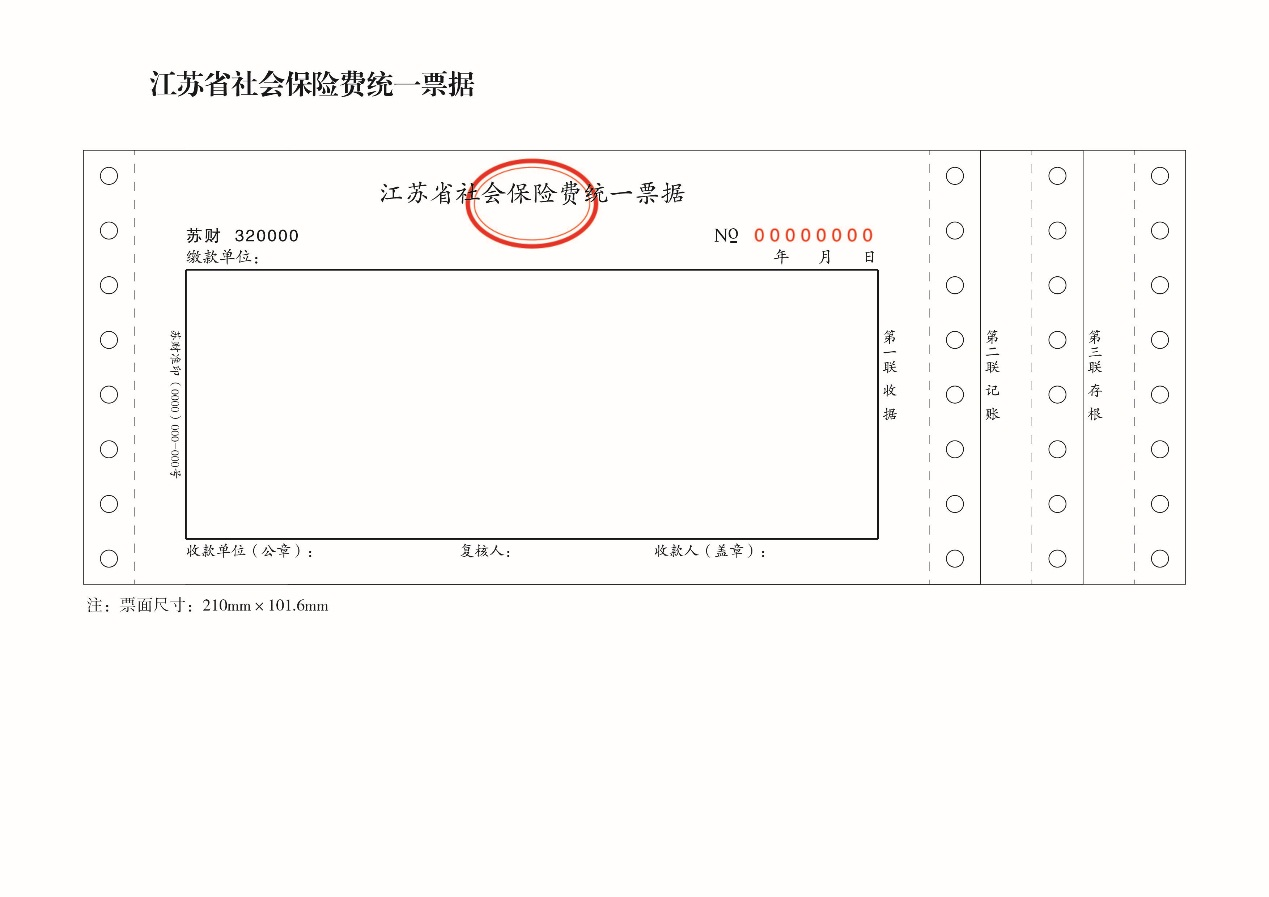 江苏省社会保险费统一票据
江苏省社会保险费统一票据
苏财 320000
№ 00000000
缴款单位：
年 月 日
苏财准印（0000）000—000号
第一联 收据
第二联 记账
第三联 存根
收款单位（公章）： 复核人： 收款人（盖章）：
注：票面尺寸：210mm×101.6mm